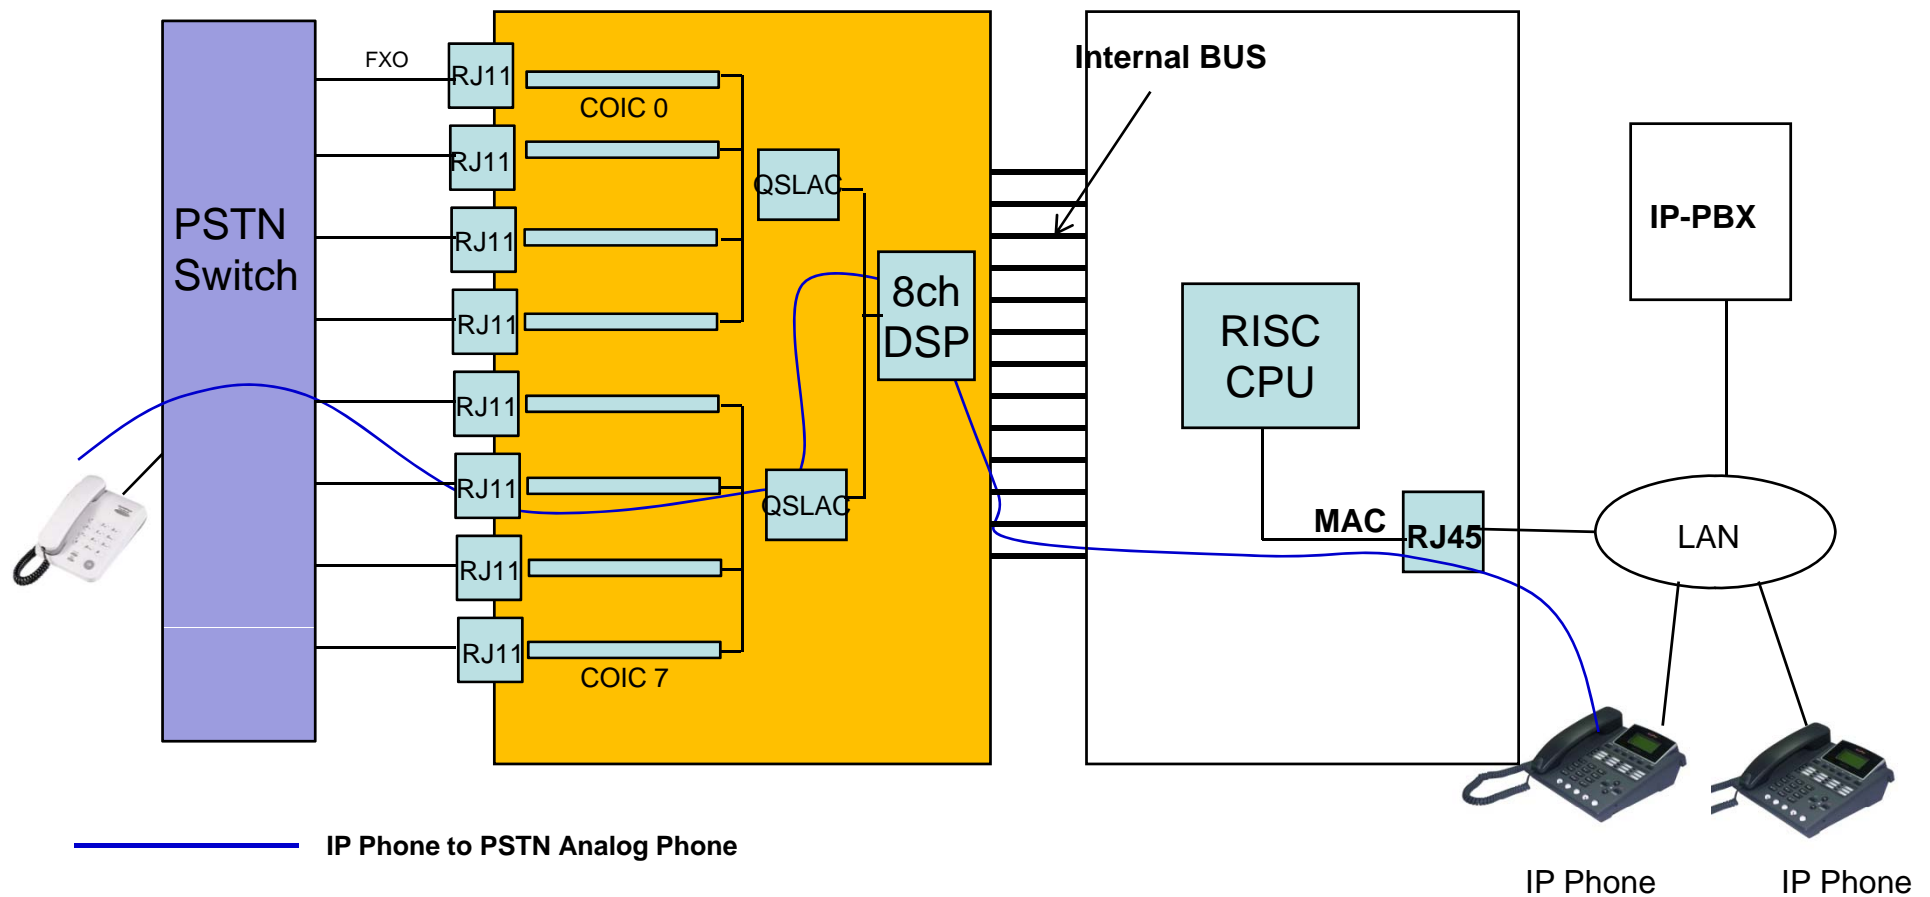 FXO
RJ11
COIC 0
RJ11
RJ11
RJ11
RJ11
RJ11
RJ11
RJ11
COIC 7
PSTN
Switch
QSLAC
QSLAC
8ch
DSP
Internal BUS
RISC
CPU
MAC
RJ45
IP-PBX
LAN
IP Phone to PSTN Analog Phone
IP Phone
IP Phone